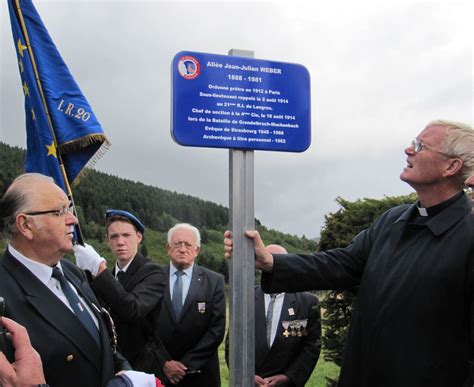 Allée Jean-Julien WEBER
1888 - 1981
Ordonné prêtre en 1912 à Paris
Sous-lieutenant rappelé le 2 août 1914
au 21ème R.I. de Langres.
Chef de section à la 4ème Cie, le 18 août 1914
lors de la Bataille de Grendelbruch-Muckenbach
Evêque de Strasbourg 1945 - 1966
Archevêque à titre personnel - 1962
I.R.20